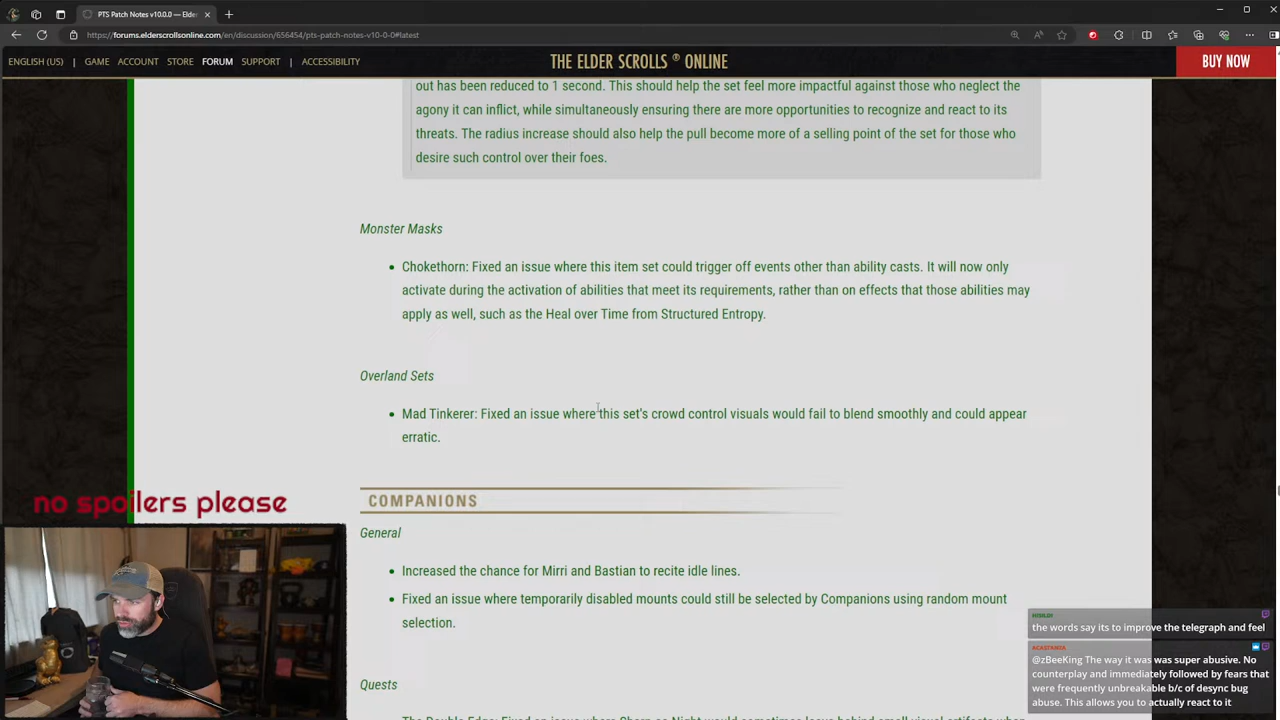 PTS Patch Notes v10.0.0 — Elder
https://forums.elderscrollsonline.com/en/discussion/656454/pts-patch-notes-v10-0-0#latest
ENGLISH (US) GAME ACCOUNT STORE FORUM SUPPORT | ACCESSIBILITY
THE ELDER SCROLLS ® ONLINE
BUY NOW
out has been reduced to 1 second. This should help the set feel more impactful against those who neglect the
agony it can inflict, while simultaneously ensuring there are more opportunities to recognize and react to its
threats. The radius increase should also help the pull become more of a selling point of the set for those who
desire such control over their foes.
Monster Masks
• Chokethorn: Fixed an issue where this item set could trigger off events other than ability casts. It will now only
activate during the activation of abilities that meet its requirements, rather than on effects that those abilities may
apply as well, such as the Heal over Time from Structured Entropy.
Overland Sets
• Mad Tinkerer: Fixed an issue where this set's crowd control visuals would fail to blend smoothly and could appear
erratic.
COMPANIONS
General
• Increased the chance for Mirri and Bastian to recite idle lines.
• Fixed an issue where temporarily disabled mounts could still be selected by Companions using random mount
selection.
Quests
no spoilers please
the words say its to improve the telegraph and feel
@zBeeKing The way it was was super abusive. No
counterplay and immediately followed by fears that
were frequently unbreakable b/c of desync bug
abuse. This allows you to actually react to it